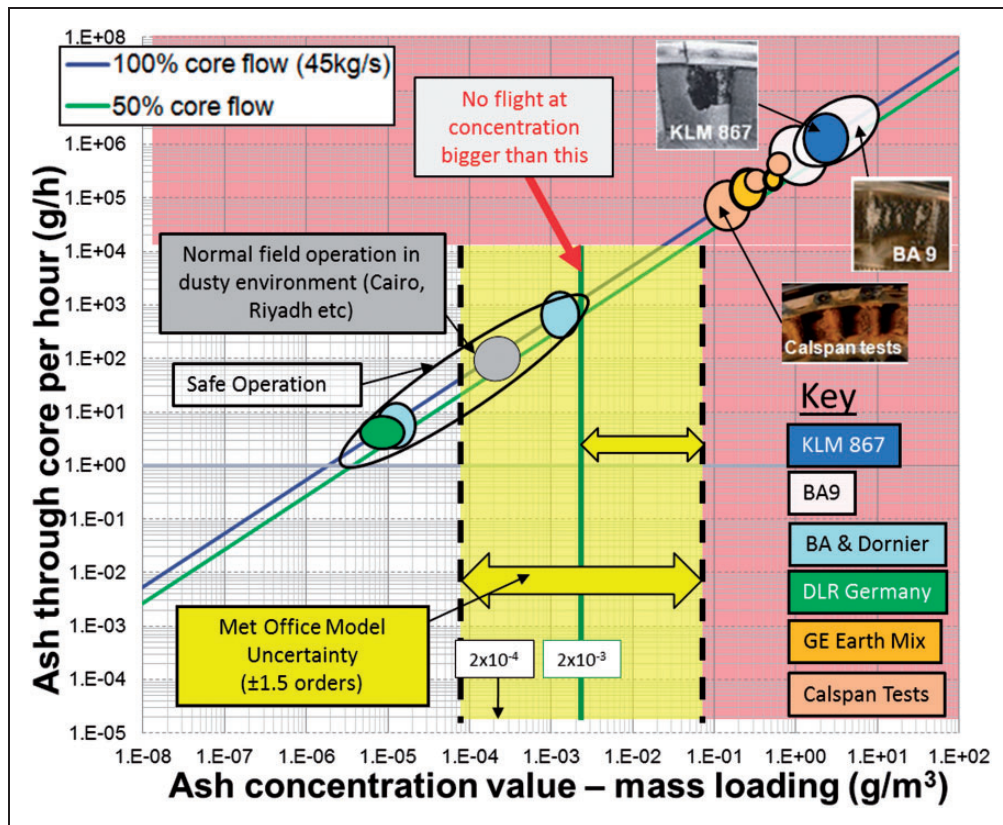 1.E+08
1.E+07
1.E+06
1.E+05
1.E+04
1.E+03
1.E+02
1.E+01
1.E+00
1.E-01
1.E-02
1.E-03
1.E-04
1.E-05
Ash through core per hour (g/h)
100% core flow (45kg/s)
50% core flow
No flight at
concentration
bigger than this
KLM 867
BA 9
Calspan tests
Normal field operation in
dusty environment (Cairo,
Riyadh etc)
Safe Operation
Met Office Model
Uncertainty
(±1.5 orders)
2x10⁻⁴
2x10⁻³
Key
KLM 867
BA9
BA & Dornier
DLR Germany
GE Earth Mix
Calspan Tests
1.E-08 1.E-07 1.E-06 1.E-05 1.E-04 1.E-03 1.E-02 1.E-01 1.E+00 1.E+01 1.E+02
Ash concentration value – mass loading (g/m³)